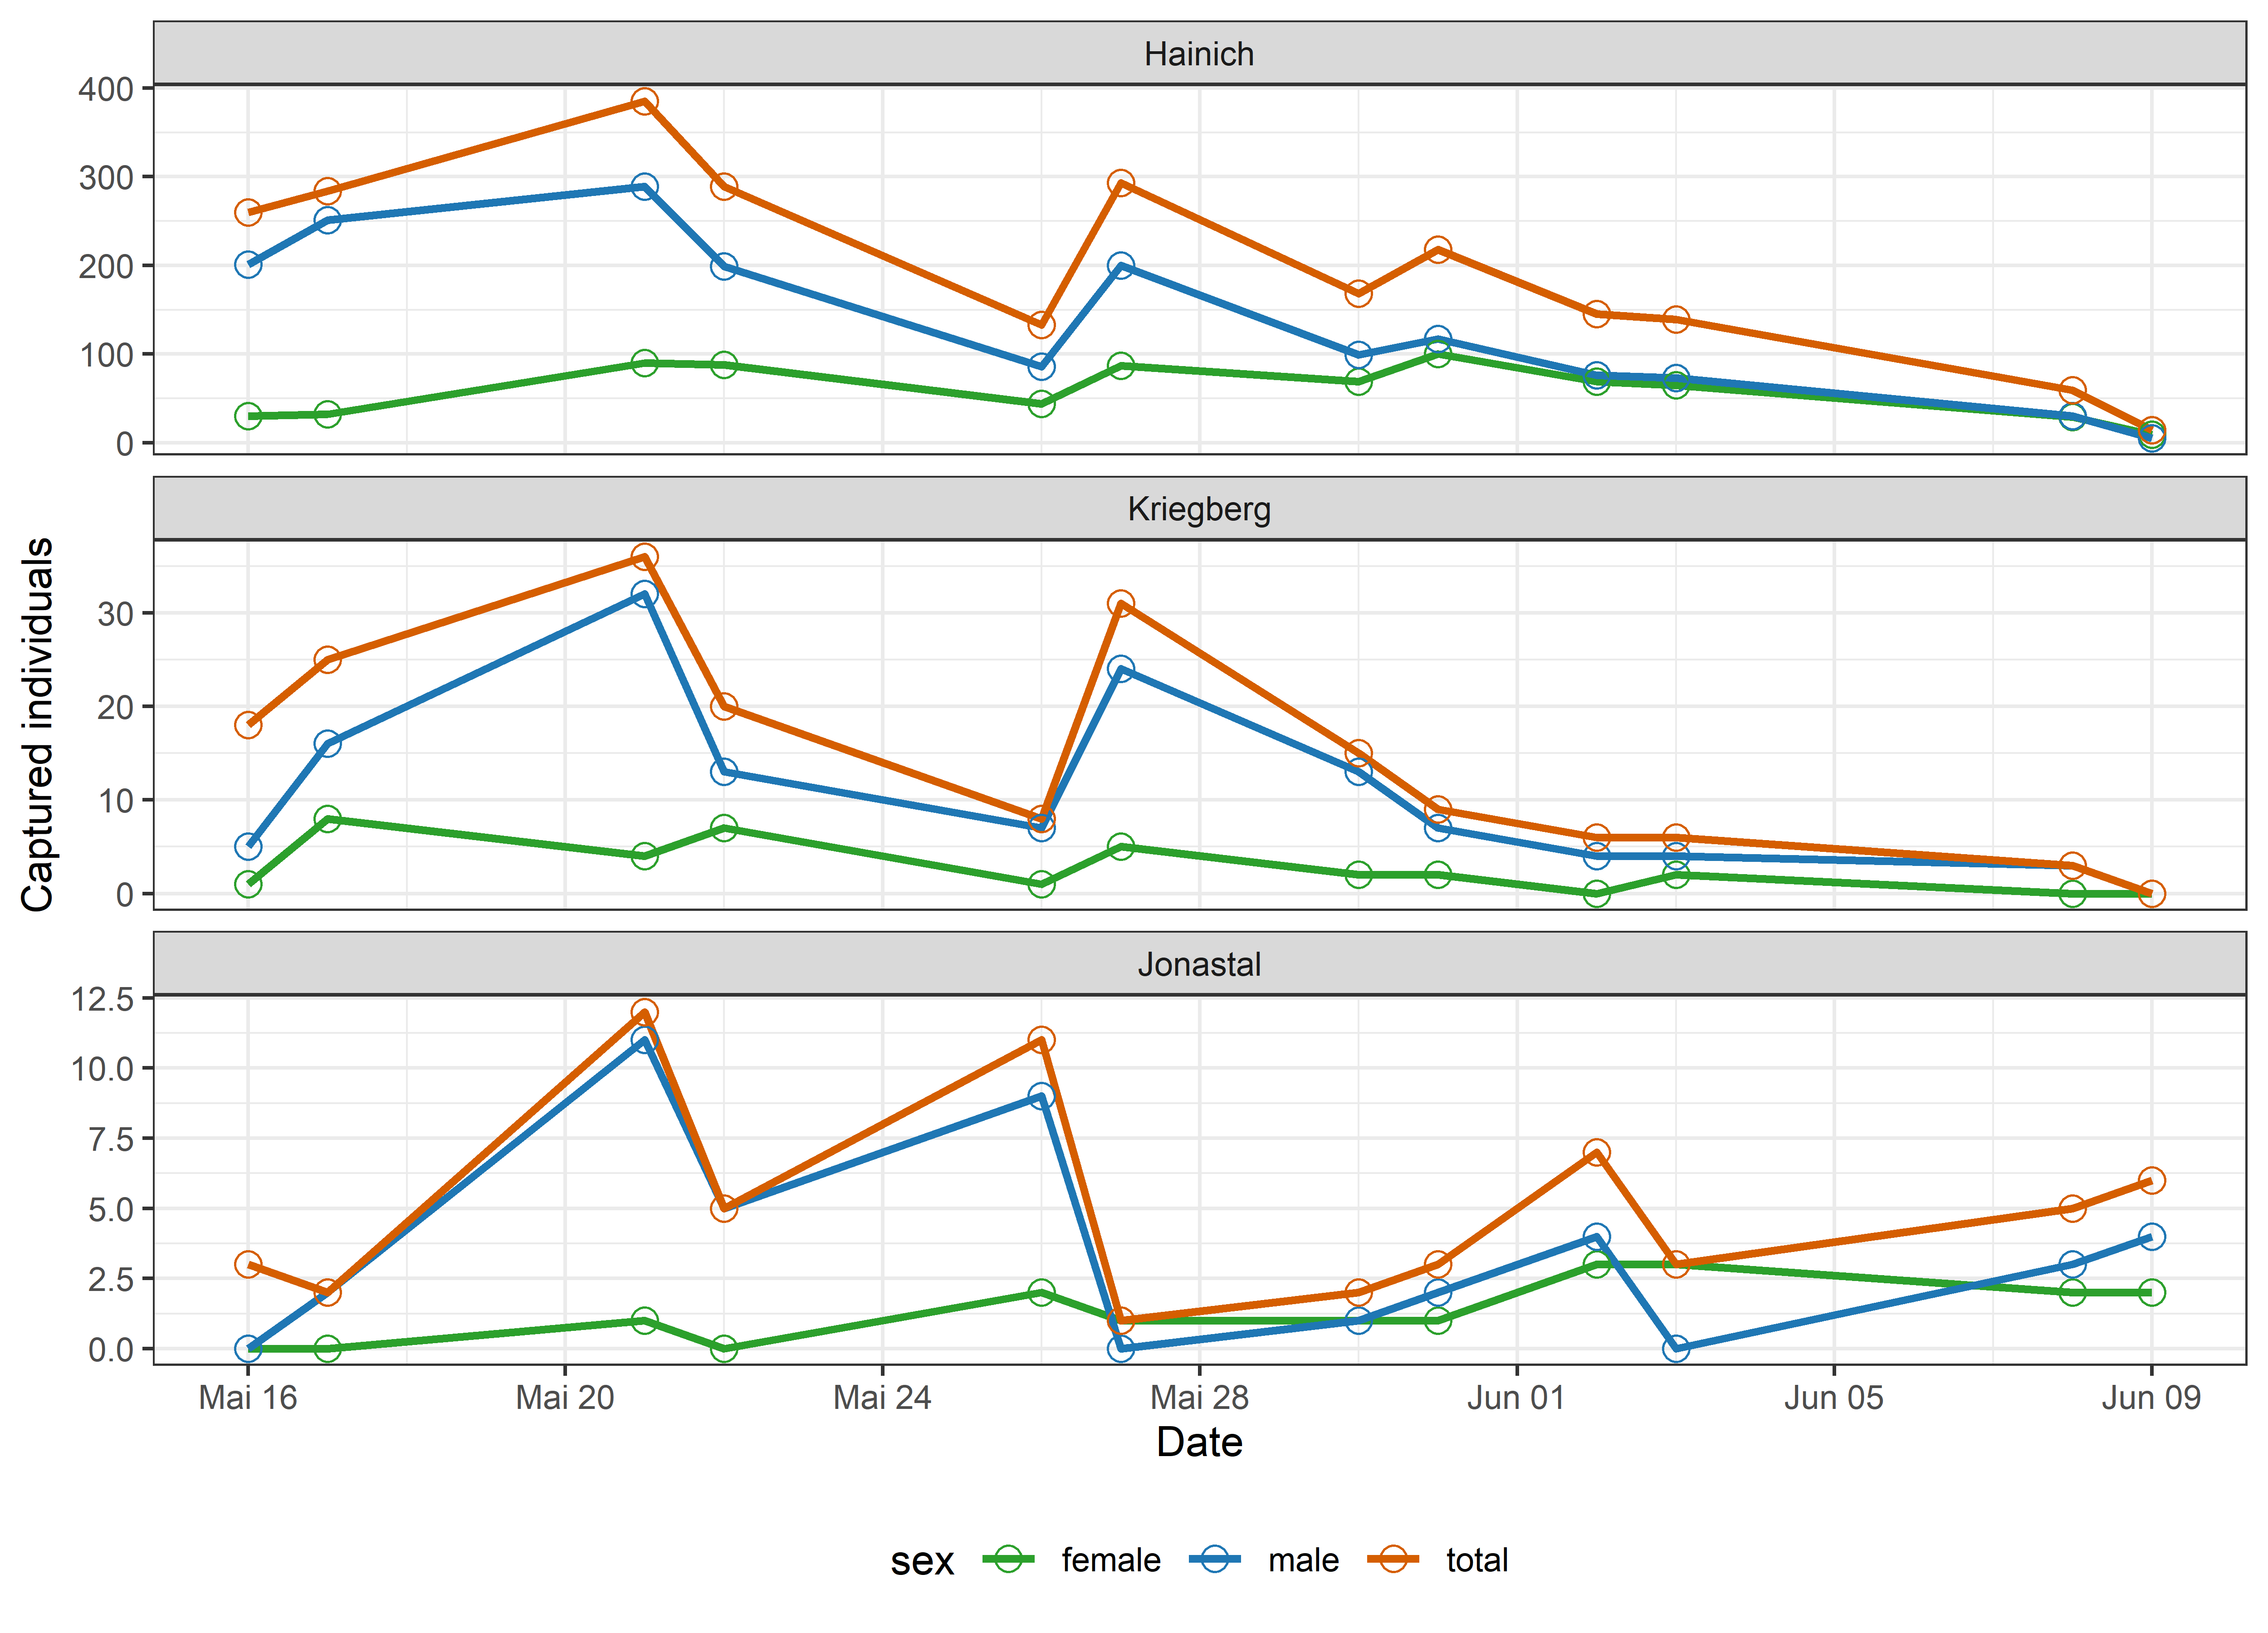 Hainich
400
300
200
100
0
Kriegberg
30
20
10
0
Captured individuals
Jonastal
12.5
10.0
7.5
5.0
2.5
0.0
Mai 16 Mai 20 Mai 24 Mai 28 Jun 01 Jun 05 Jun 09
Date
sex female male total